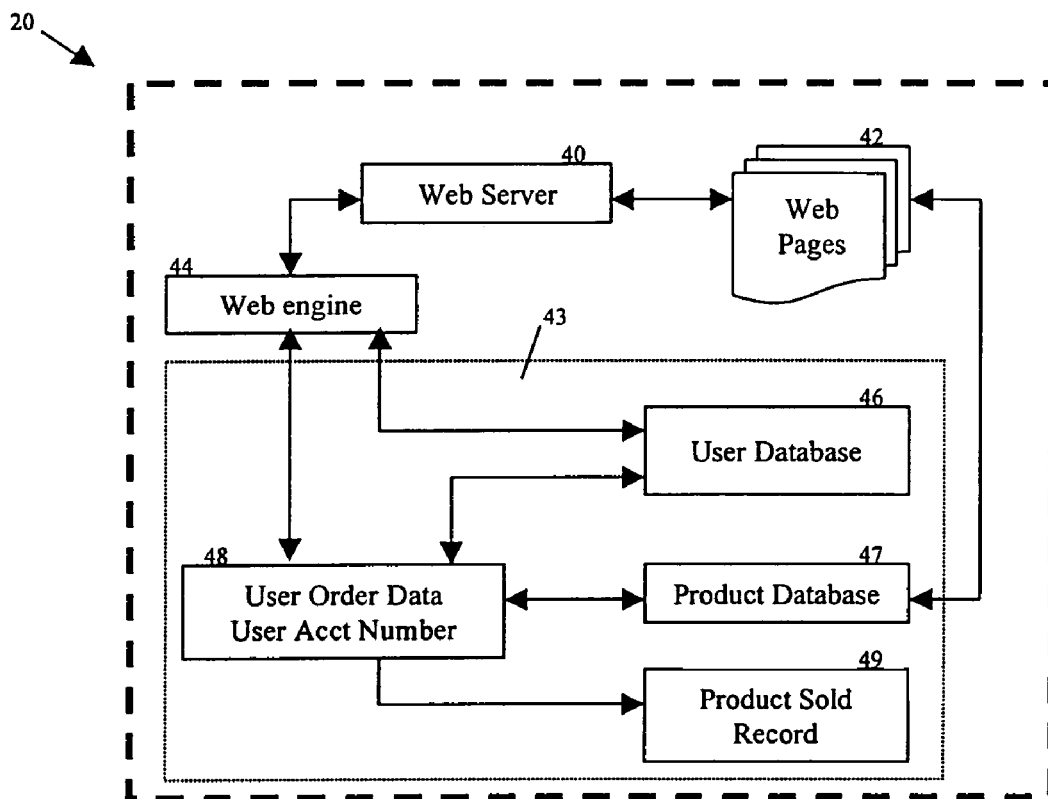 20
40
Web Server
42
Web
Pages
44
Web engine
43
46
User Database
48
User Order Data
User Acct Number
47
Product Database
49
Product Sold
Record